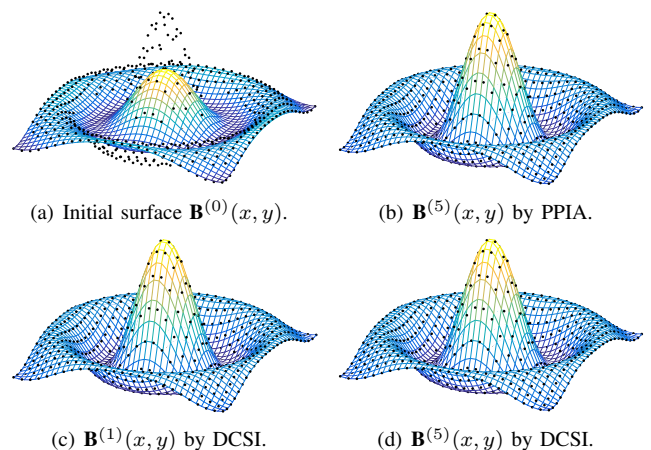 (a) Initial surface B^(0)(x, y).
(b) B^(5)(x, y) by PPIA.
(c) B^(1)(x, y) by DCSI.
(d) B^(5)(x, y) by DCSI.